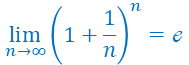 lim n→∞ (1 + 1/n)^n = e